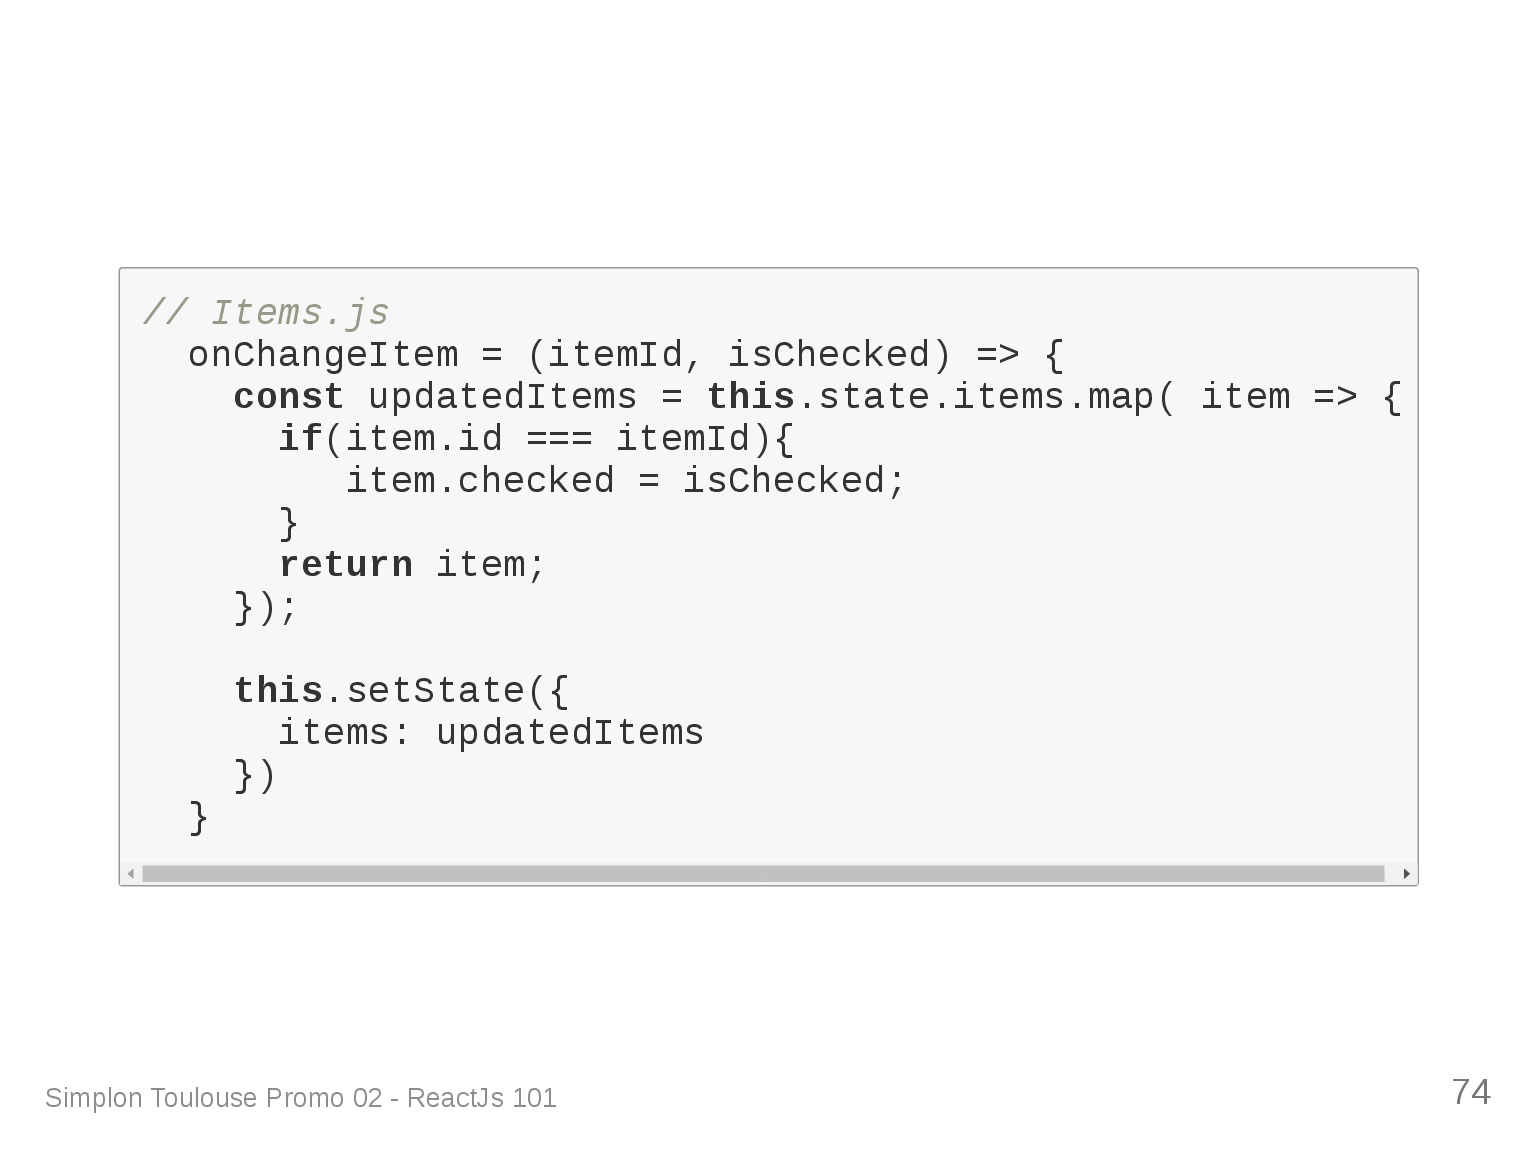 // Items.js
  onChangeItem = (itemId, isChecked) => {
    const updatedItems = this.state.items.map( item => {
      if(item.id === itemId){
         item.checked = isChecked;
      }
      return item;
    });

    this.setState({
      items: updatedItems
    })
  }
Simplon Toulouse Promo 02 - ReactJs 101
74